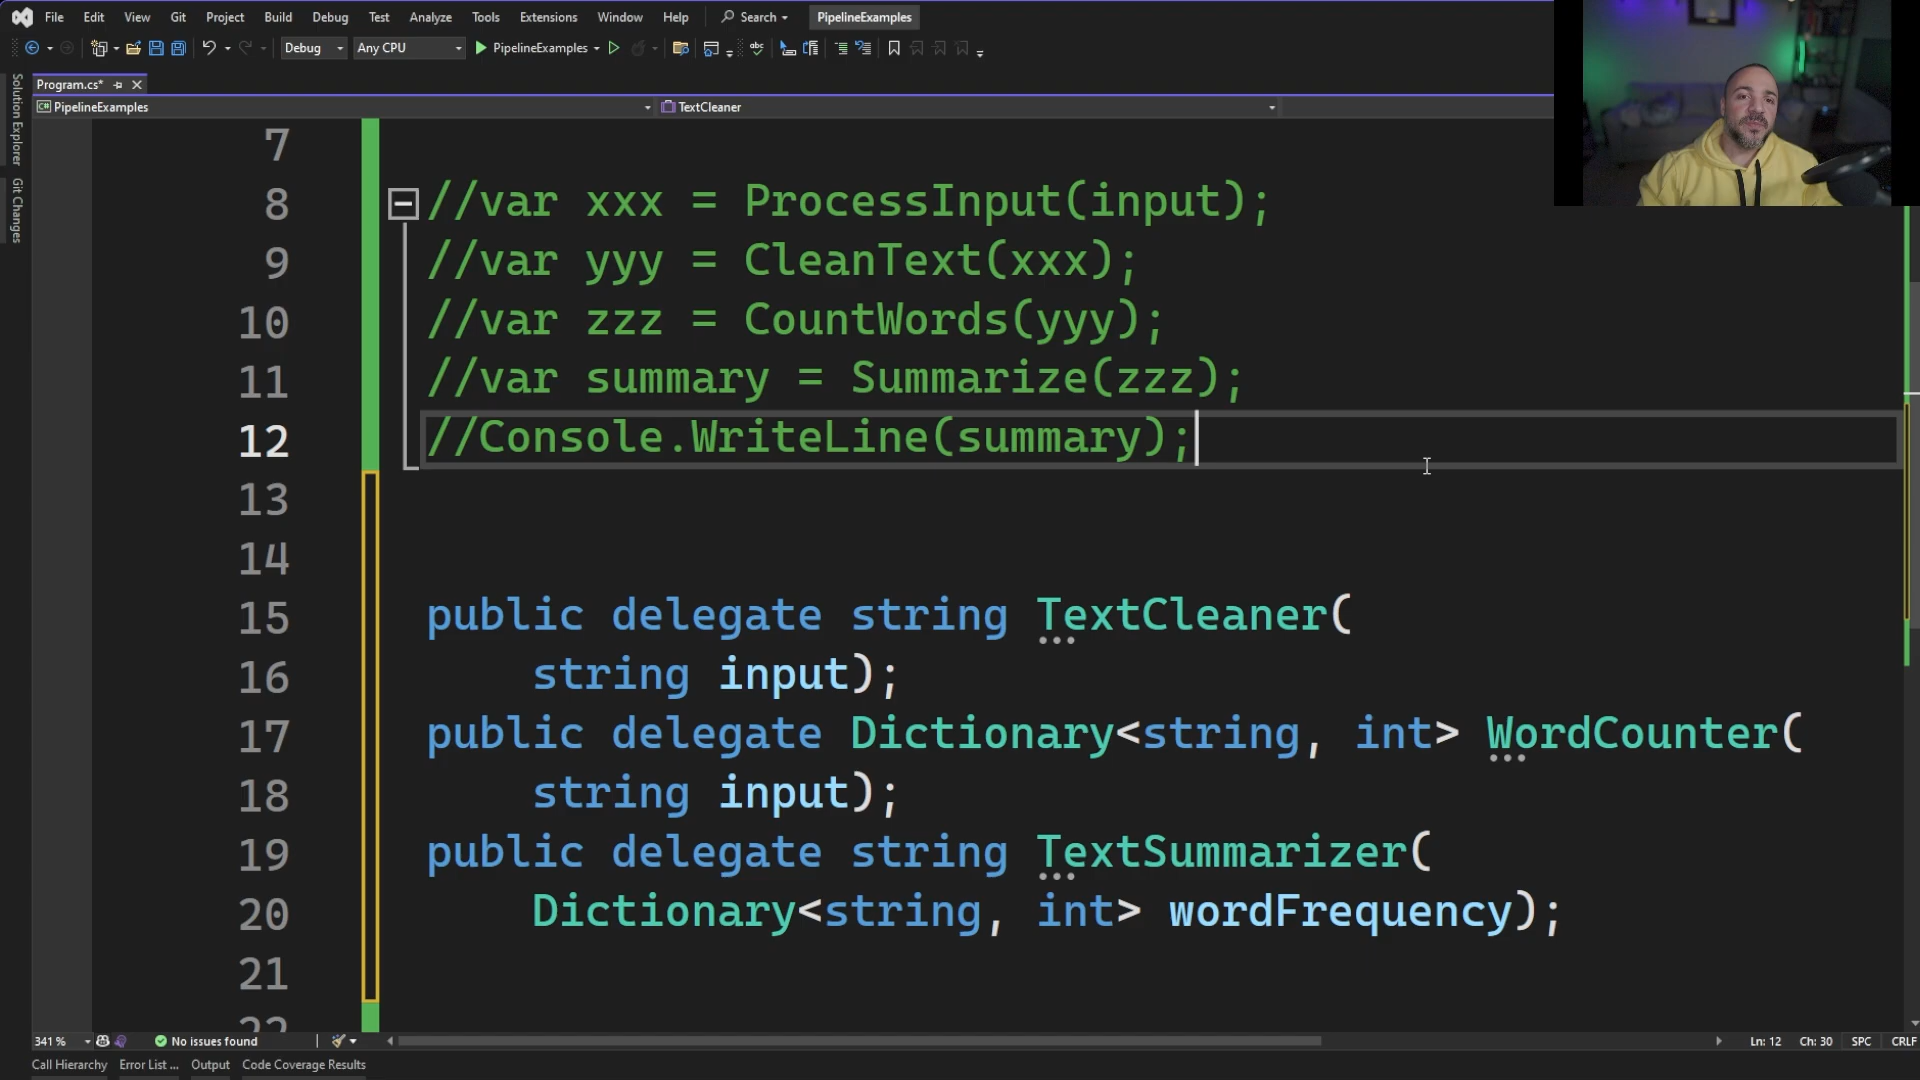 File Edit View Git Project Build Debug Test Analyze Tools Extensions Window Help Search PipelineExamples
Debug Any CPU PipelineExamples
Program.cs*
PipelineExamples TextCleaner
Solution Explorer
Git Changes
7
8 //var xxx = ProcessInput(input);
9 //var yyy = CleanText(xxx);
10 //var zzz = CountWords(yyy);
11 //var summary = Summarize(zzz);
12 //Console.WriteLine(summary);
13
14
15 public delegate string TextCleaner(
16 string input);
17 public delegate Dictionary<string, int> WordCounter(
18 string input);
19 public delegate string TextSummarizer(
20 Dictionary<string, int> wordFrequency);
21
22
341 % No issues found Ln: 12 Ch: 30 SPC CRLF
Call Hierarchy Error List ... Output Code Coverage Results